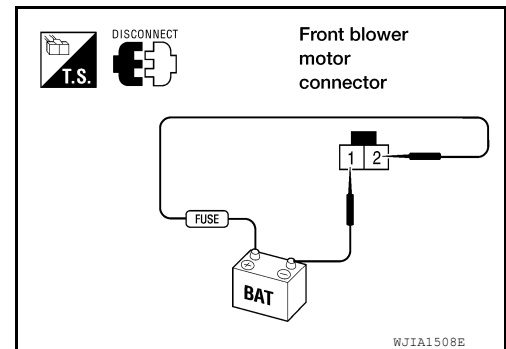 T.S.
DISCONNECT
Front blower
motor
connector
1 2
FUSE
+ −
BAT
WJIA1508E